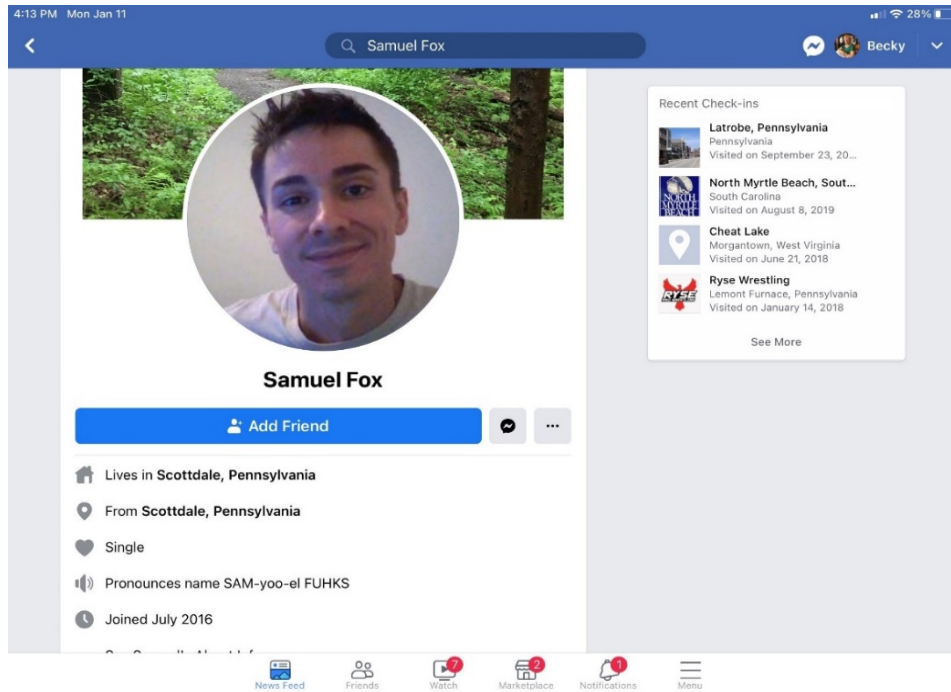 4:13 PM Mon Jan 11
28%
Samuel Fox
Becky
Recent Check-ins
Latrobe, Pennsylvania
Pennsylvania
Visited on September 23, 20...
NORTH
MYRTLE
BEACH
North Myrtle Beach, Sout...
South Carolina
Visited on August 8, 2019
Cheat Lake
Morgantown, West Virginia
Visited on June 21, 2018
RYSE
Ryse Wrestling
Lemont Furnace, Pennsylvania
Visited on January 14, 2018
See More
Samuel Fox
Add Friend
Lives in Scottdale, Pennsylvania
From Scottdale, Pennsylvania
Single
Pronounces name SAM-yoo-el FUHKS
Joined July 2016
7
2
1
News Feed
Friends
Watch
Marketplace
Notifications
Menu